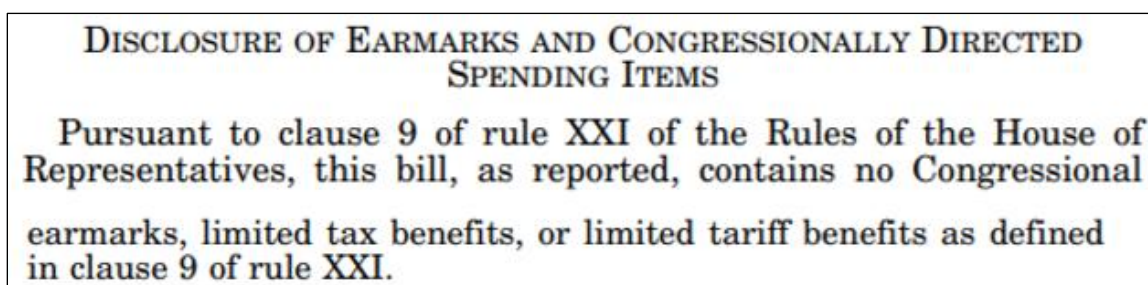 DISCLOSURE OF EARMARKS AND CONGRESSIONALLY DIRECTED
SPENDING ITEMS
Pursuant to clause 9 of rule XXI of the Rules of the House of
Representatives, this bill, as reported, contains no Congressional
earmarks, limited tax benefits, or limited tariff benefits as defined
in clause 9 of rule XXI.